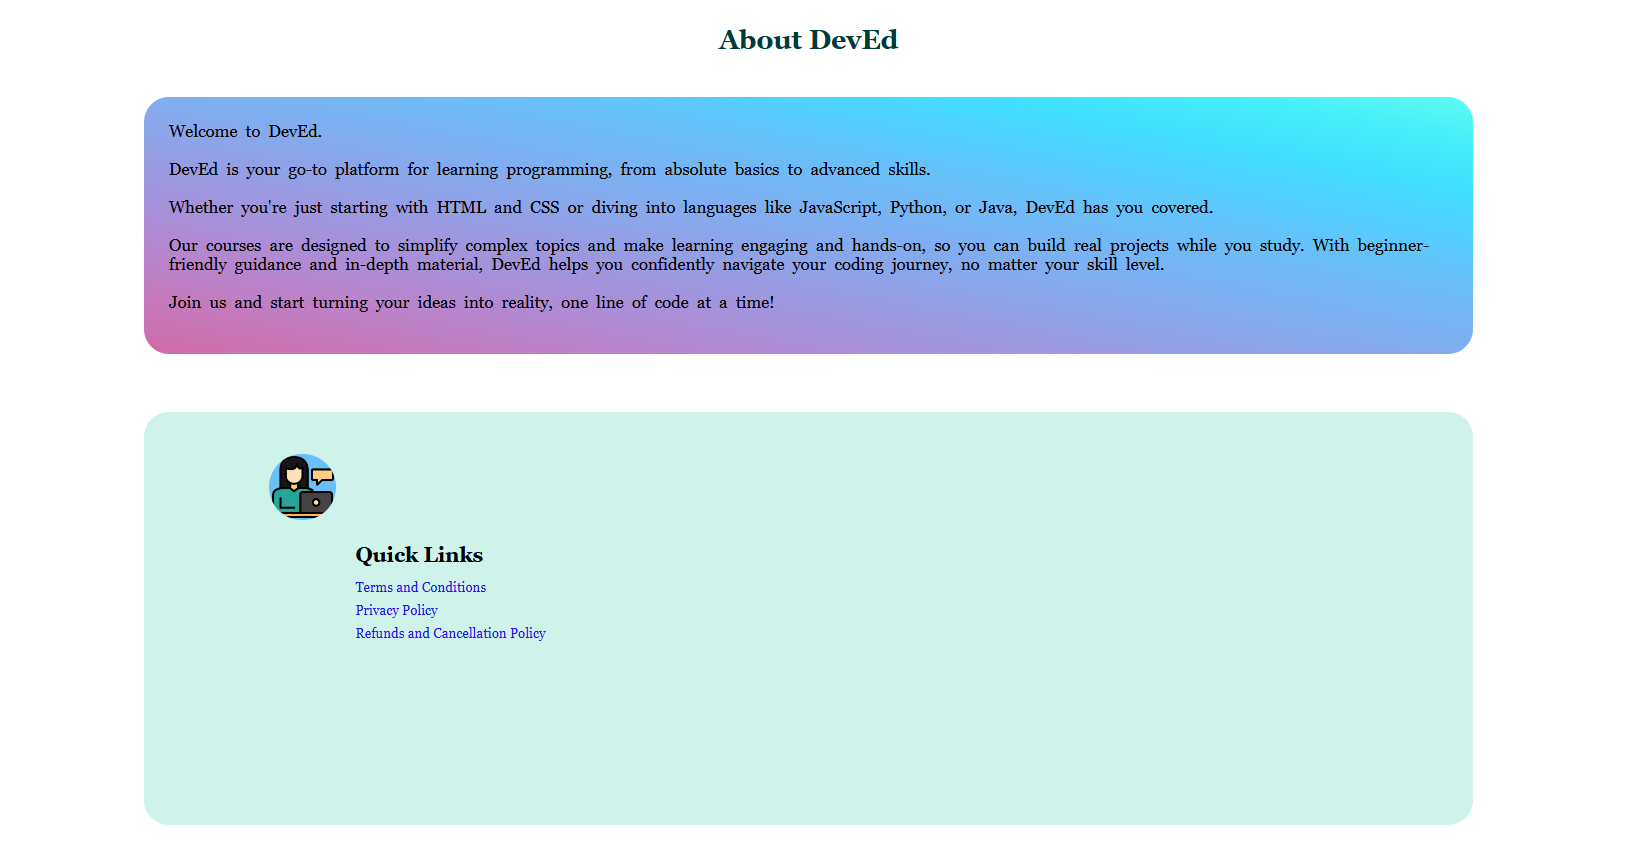 About DevEd
Welcome to DevEd.
DevEd is your go-to platform for learning programming, from absolute basics to advanced skills.
Whether you're just starting with HTML and CSS or diving into languages like JavaScript, Python, or Java, DevEd has you covered.
Our courses are designed to simplify complex topics and make learning engaging and hands-on, so you can build real projects while you study. With beginner-
friendly guidance and in-depth material, DevEd helps you confidently navigate your coding journey, no matter your skill level.
Join us and start turning your ideas into reality, one line of code at a time!
Quick Links
Terms and Conditions
Privacy Policy
Refunds and Cancellation Policy